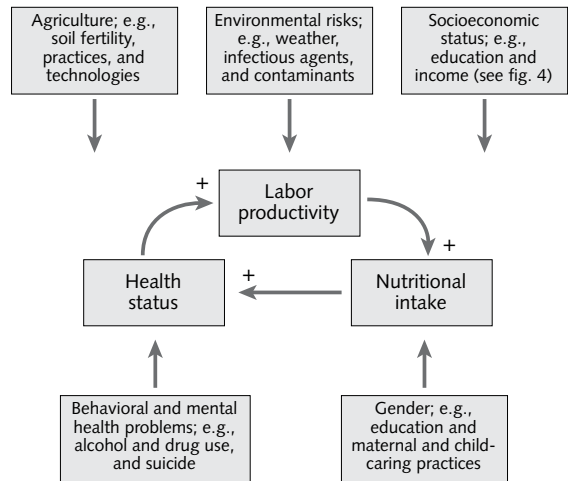 Agriculture; e.g.,
soil fertility,
practices, and
technologies
Environmental risks;
e.g., weather,
infectious agents,
and contaminants
Socioeconomic
status; e.g.,
education and
income (see fig. 4)
+
Labor
productivity
+
Health
status
+
Nutritional
intake
Behavioral and mental
health problems; e.g.,
alcohol and drug use,
and suicide
Gender; e.g.,
education and
maternal and child-
caring practices